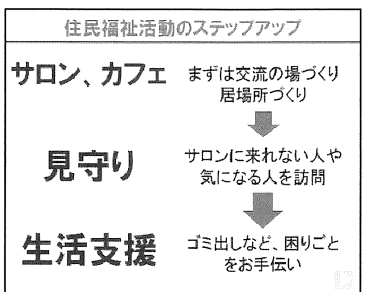 住民福祉活動のステップアップ
サロン、カフェ
まずは交流の場づくり
居場所づくり
見守り
サロンに来れない人や
気になる人を訪問
生活支援
ゴミ出しなど、困りごと
をお手伝い